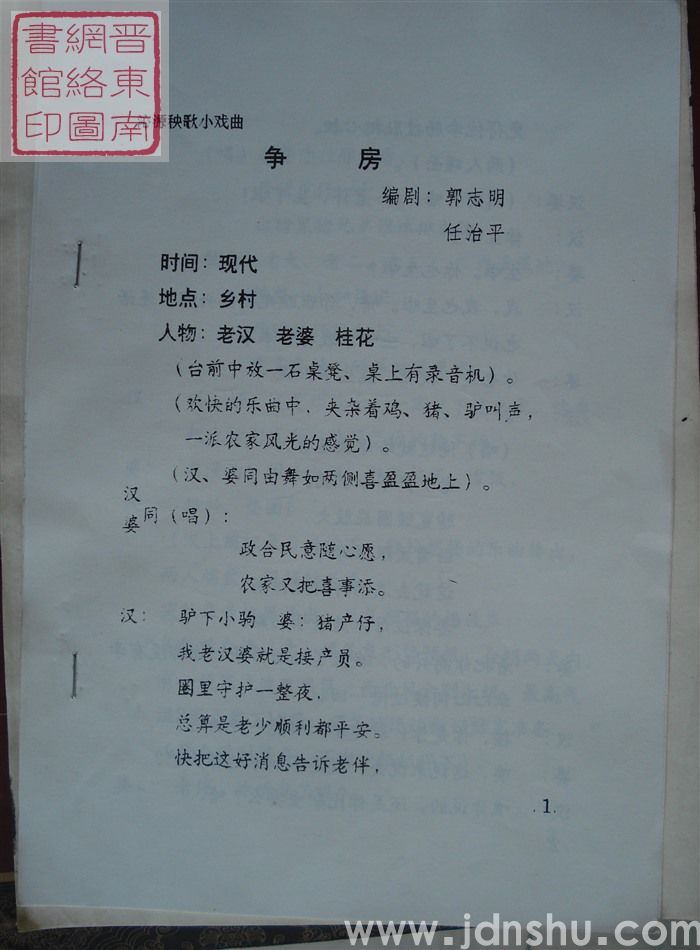 晋东南
網絡圖
書館印
沁源秧歌小戏曲
争 房
编剧：郭志明
任治平
时间：现代
地点：乡村
人物：老汉 老婆 桂花
（台前中放一石桌凳、桌上有录音机）。
（欢快的乐曲中，夹杂着鸡、猪、驴叫声，
一派农家风光的感觉）。
（汉、婆同由舞如两侧喜盈盈地上）。
汉婆同（唱）：
政合民意随心愿，
农家又把喜事添。
汉： 驴下小驹 婆：猪产仔，
我老汉婆就是接产员。
圈里守护一整夜，
总算是老少顺利都平安。
快把这好消息告诉老伴，
1.
www.jdnshu.com